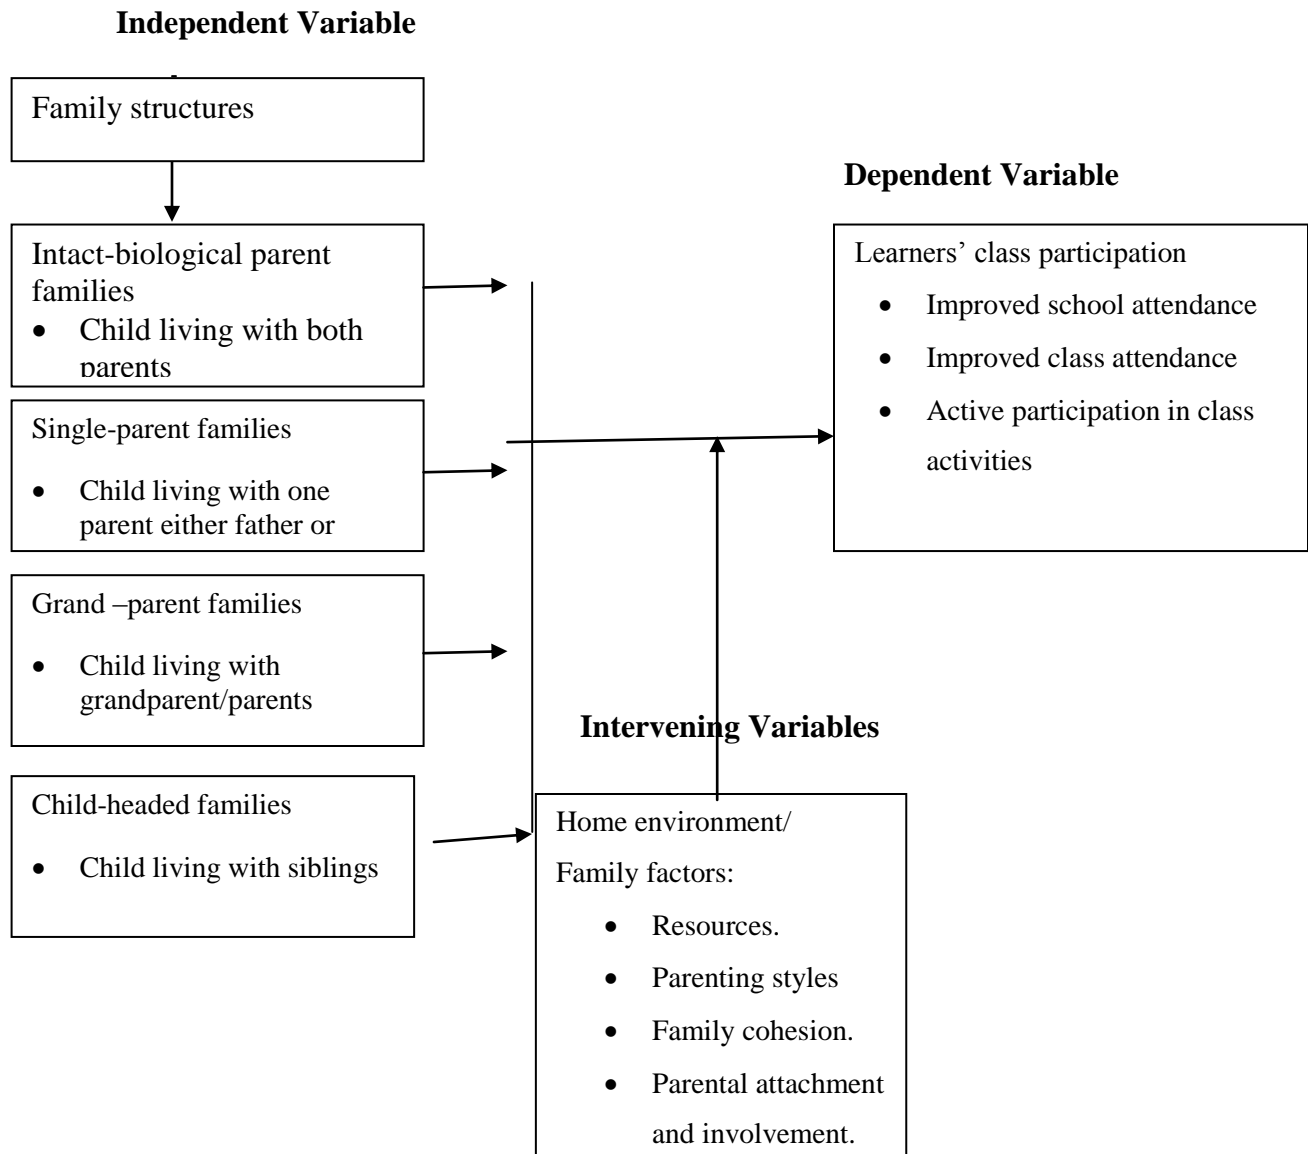 Independent Variable
Family structures
Intact-biological parent
families
• Child living with both
parents
Single-parent families
• Child living with one
parent either father or
Grand –parent families
• Child living with
grandparent/parents
Child-headed families
• Child living with siblings
Dependent Variable
Learners’ class participation
• Improved school attendance
• Improved class attendance
• Active participation in class
activities
Intervening Variables
Home environment/
Family factors:
• Resources.
• Parenting styles
• Family cohesion.
• Parental attachment
and involvement.